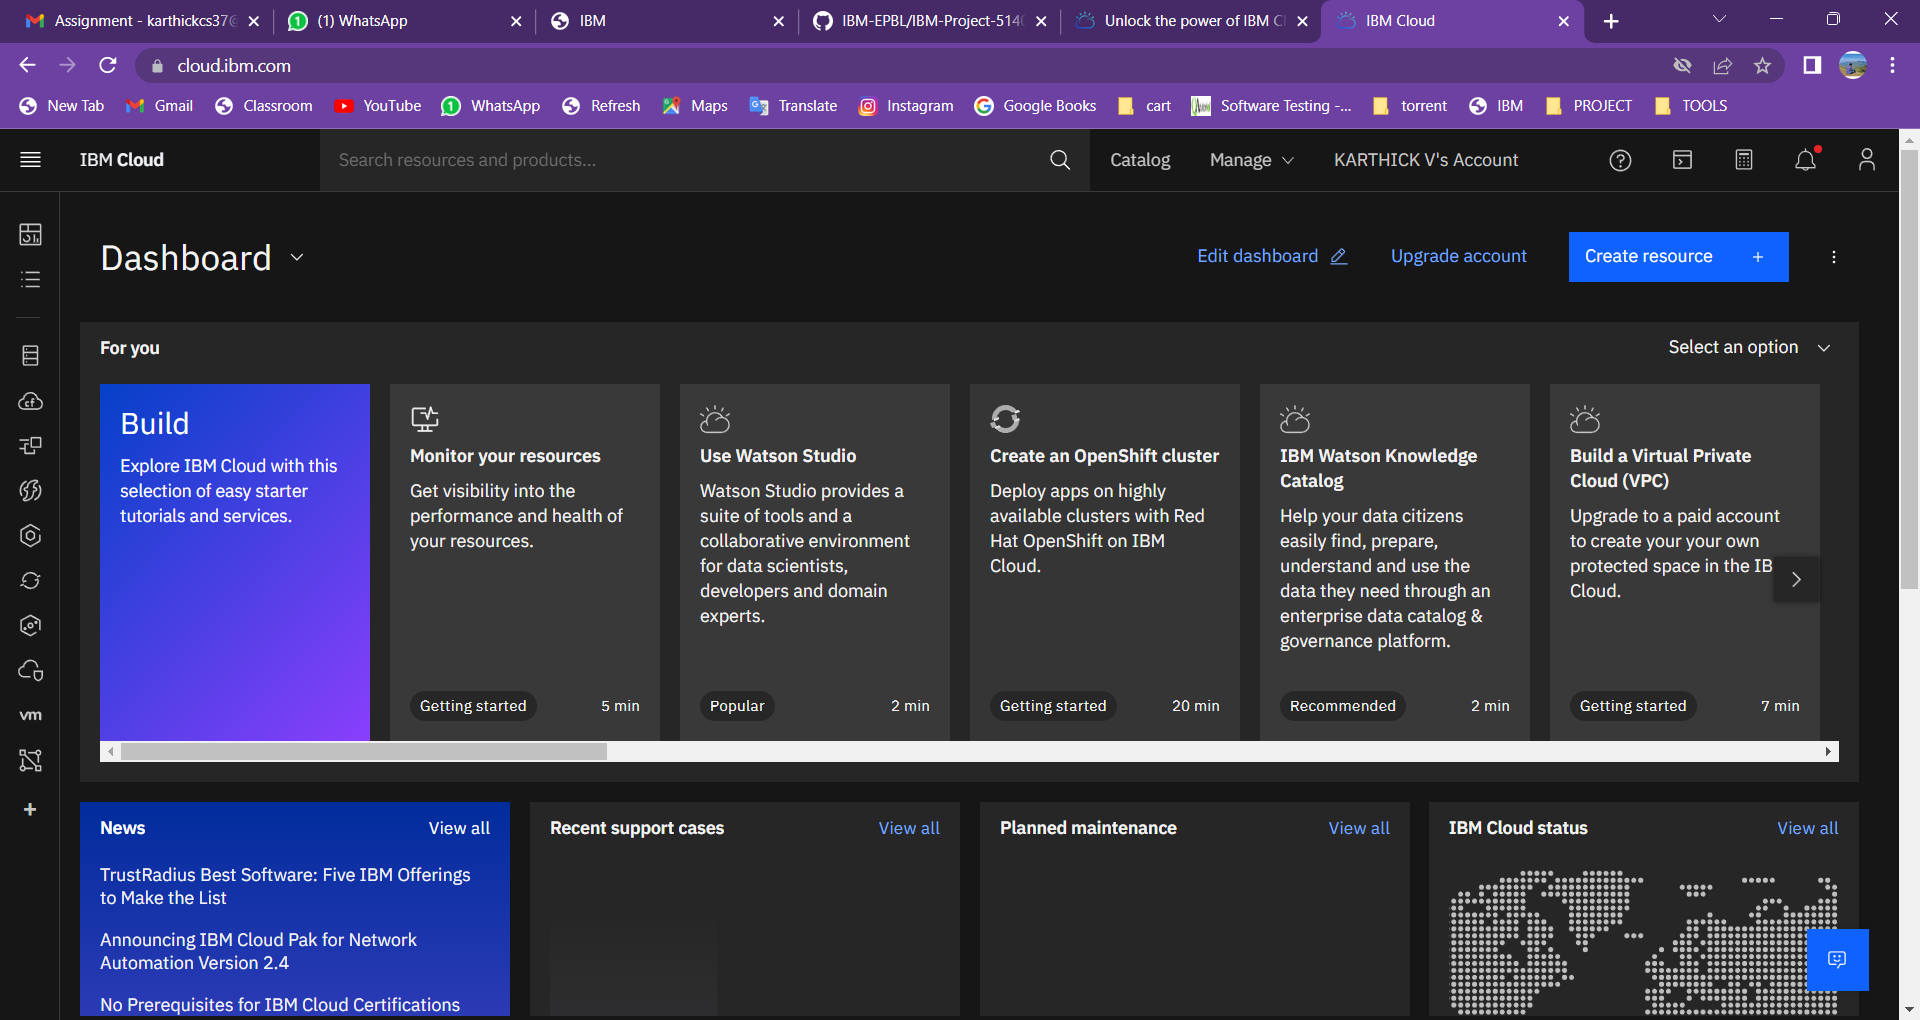 Assignment - karthickcs37@
(1) WhatsApp
IBM
IBM-EPBL/IBM-Project-514
Unlock the power of IBM C
IBM Cloud
cloud.ibm.com
New Tab
Gmail
Classroom
YouTube
WhatsApp
Refresh
Maps
Translate
Instagram
Google Books
cart
Software Testing -...
torrent
IBM
PROJECT
TOOLS
IBM Cloud
Search resources and products...
Catalog
Manage
KARTHICK V's Account
Dashboard
Edit dashboard
Upgrade account
Create resource +
For you
Select an option
Build
Explore IBM Cloud with this
selection of easy starter
tutorials and services.
Monitor your resources
Get visibility into the
performance and health of
your resources.
Getting started
5 min
Use Watson Studio
Watson Studio provides a
suite of tools and a
collaborative environment
for data scientists,
developers and domain
experts.
Popular
2 min
Create an OpenShift cluster
Deploy apps on highly
available clusters with Red
Hat OpenShift on IBM
Cloud.
Getting started
20 min
IBM Watson Knowledge
Catalog
Help your data citizens
easily find, prepare,
understand and use the
data they need through an
enterprise data catalog &
governance platform.
Recommended
2 min
Build a Virtual Private
Cloud (VPC)
Upgrade to a paid account
to create your your own
protected space in the IB
Cloud.
Getting started
7 min
cf
vm
News
View all
TrustRadius Best Software: Five IBM Offerings
to Make the List
Announcing IBM Cloud Pak for Network
Automation Version 2.4
No Prerequisites for IBM Cloud Certifications
Recent support cases
View all
Planned maintenance
View all
IBM Cloud status
View all